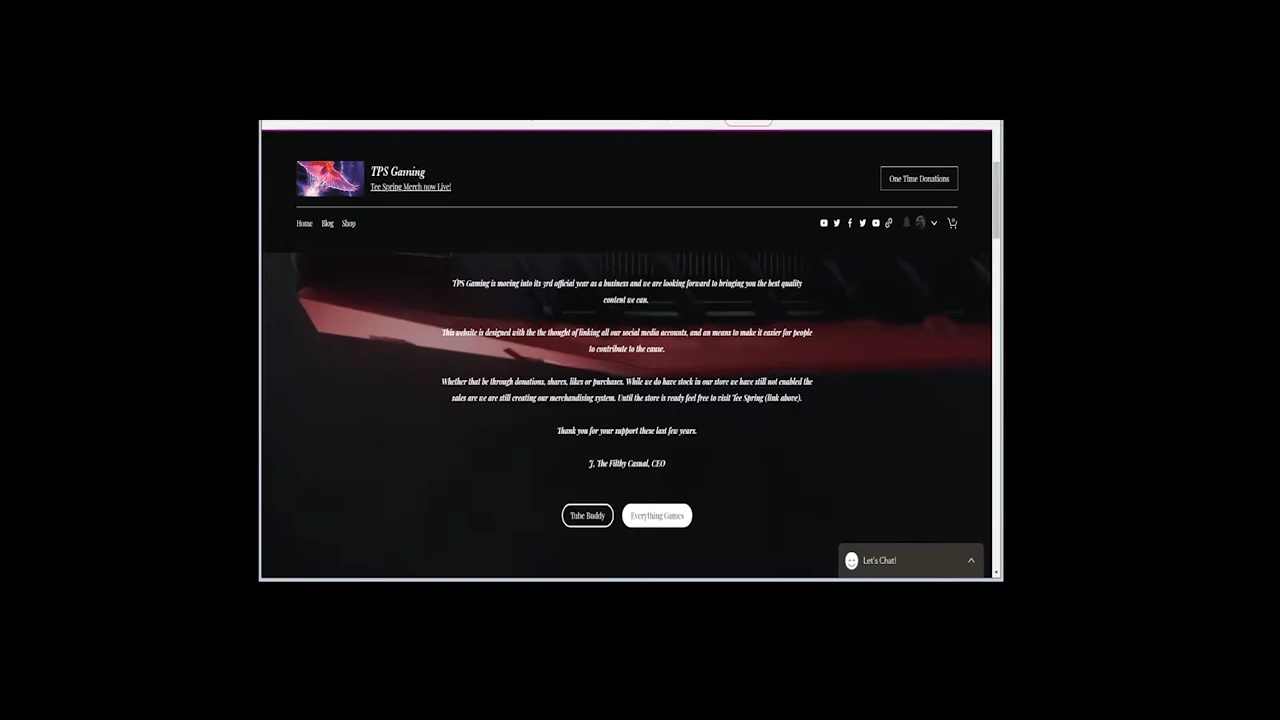 TPS Gaming
Tee Spring Merch now Live!
One Time Donations
Home Blog Shop
0
TPS Gaming is moving into its 3rd official year as a business and we are looking forward to bringing you the best quality
content we can.
This website is designed with the the thought of linking all our social media accounts, and an means to make it easier for people
to contribute to the cause.
Whether that be through donations, shares, likes or purchases. While we do have stock in our store we have still not enabled the
sales are we are still creating our merchandising system. Until the store is ready feel free to visit Tee Spring (link above).
Thank you for your support these last few years.
J, The Filthy Casual, CEO
Tube Buddy Everything Games
Let's Chat!